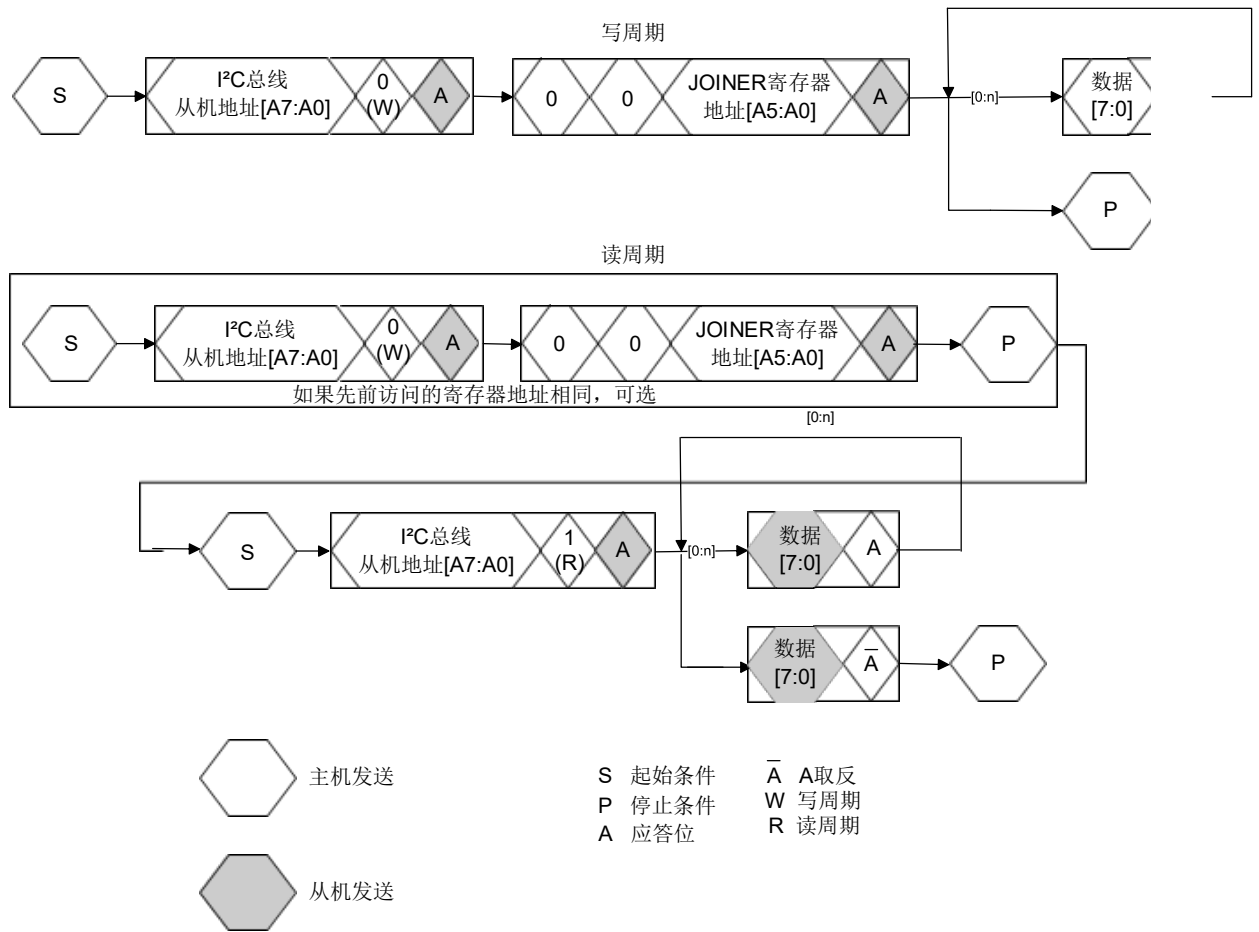 写周期
S
I²C总线
从机地址[A7:A0]
0
(W)
A
0
0
JOINER寄存器
地址[A5:A0]
A
[0:n]
数据
[7:0]
P
读周期
S
I²C总线
从机地址[A7:A0]
0
(W)
A
0
0
JOINER寄存器
地址[A5:A0]
A
P
如果先前访问的寄存器地址相同，可选
[0:n]
S
I²C总线
从机地址[A7:A0]
1
(R)
A
[0:n]
数据
[7:0]
A
数据
[7:0]
A̅
P
主机发送
S 起始条件
P 停止条件
A 应答位
A̅ A取反
W 写周期
R 读周期
从机发送